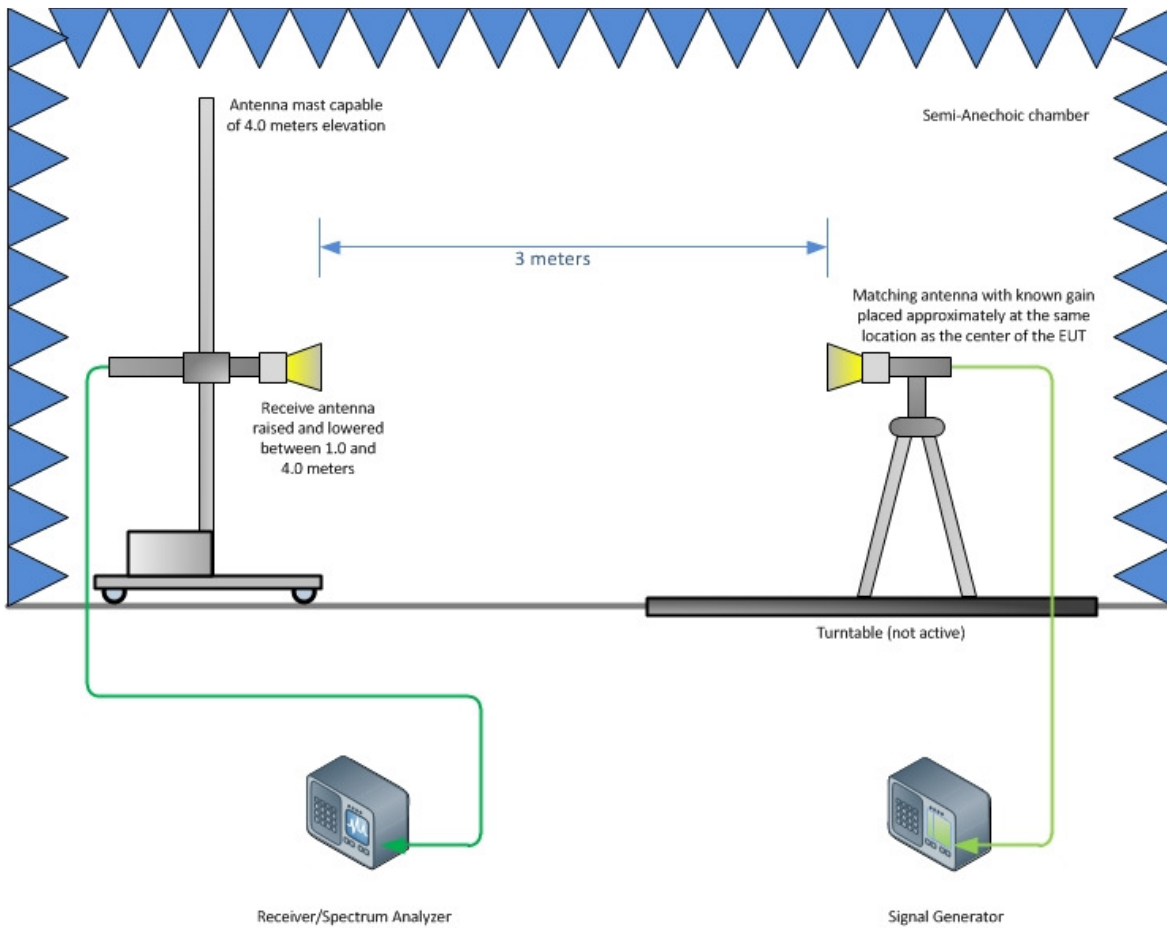 Antenna mast capable
of 4.0 meters elevation
Semi-Anechoic chamber
3 meters
Matching antenna with known gain
placed approximately at the same
location as the center of the EUT
Receive antenna
raised and lowered
between 1.0 and
4.0 meters
Turntable (not active)
Receiver/Spectrum Analyzer
Signal Generator